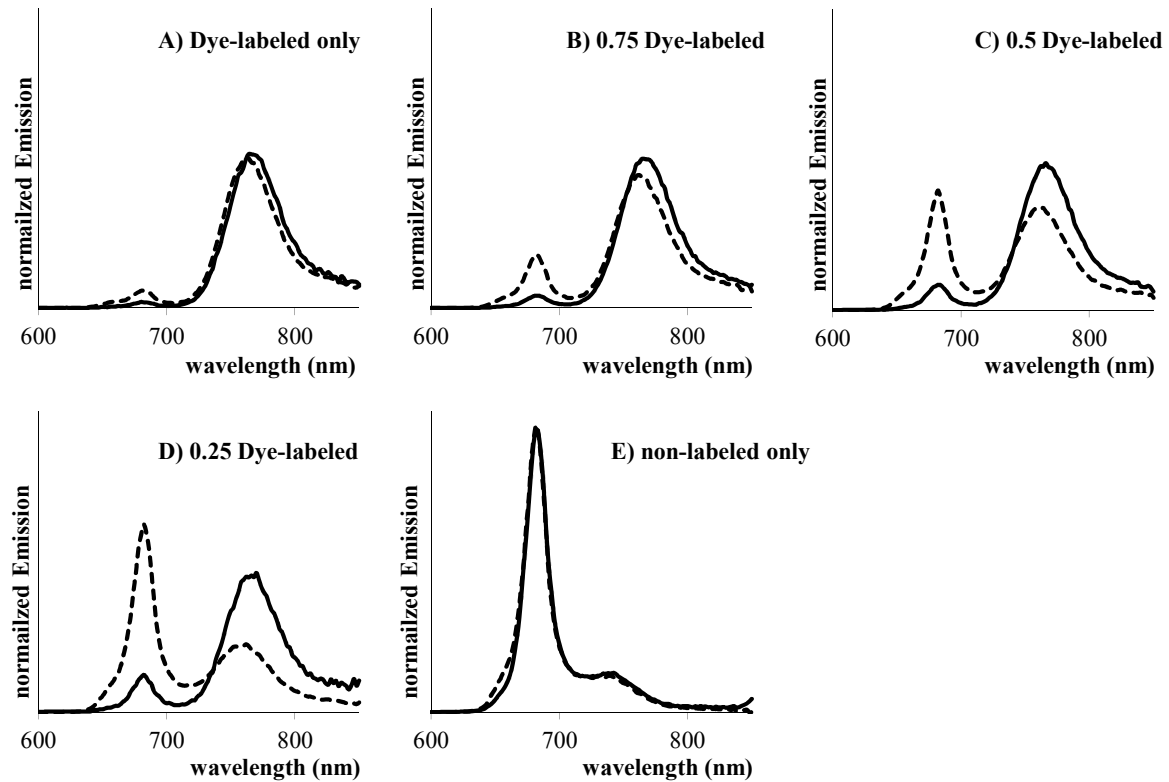 A) Dye-labeled only
normailzed Emission
600 700 800
wavelength (nm)
B) 0.75 Dye-labeled
normailzed Emission
600 700 800
wavelength (nm)
C) 0.5 Dye-labeled
normailzed Emission
600 700 800
wavelength (nm)
D) 0.25 Dye-labeled
normailzed Emission
600 700 800
wavelength (nm)
E) non-labeled only
normailzed Emission
600 700 800
wavelength (nm)